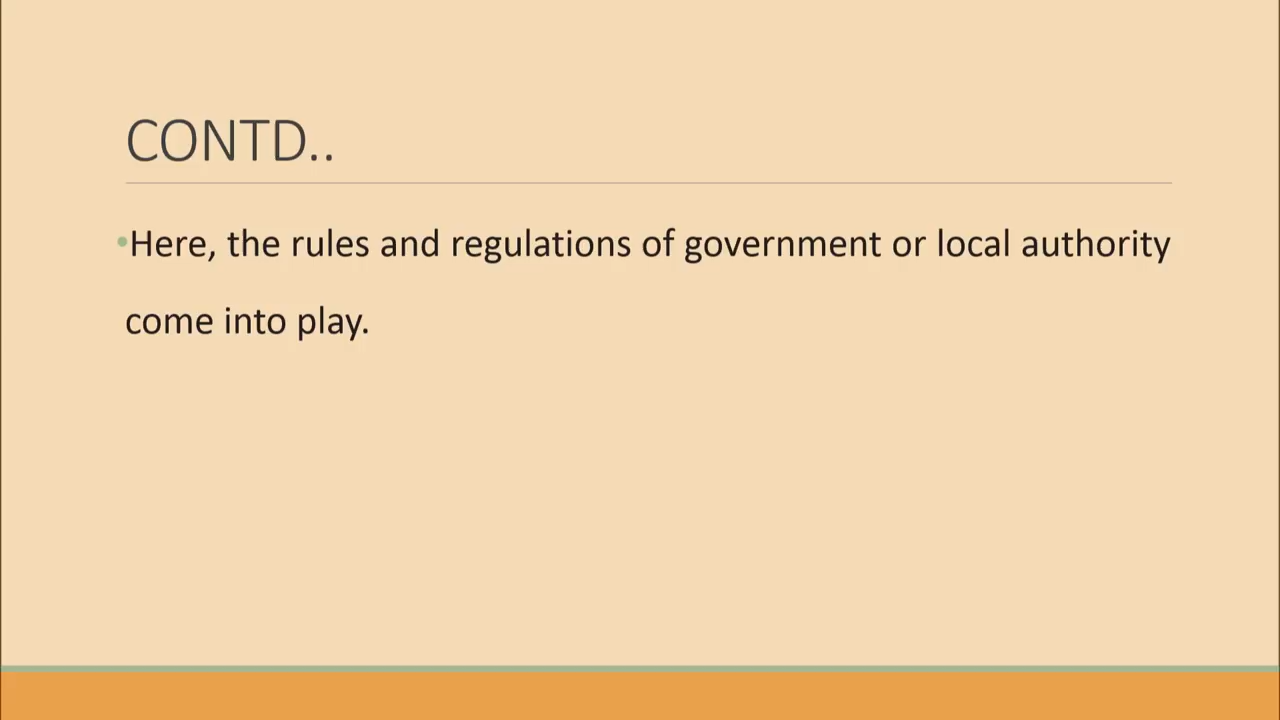 CONTD..
•Here, the rules and regulations of government or local authority
come into play.